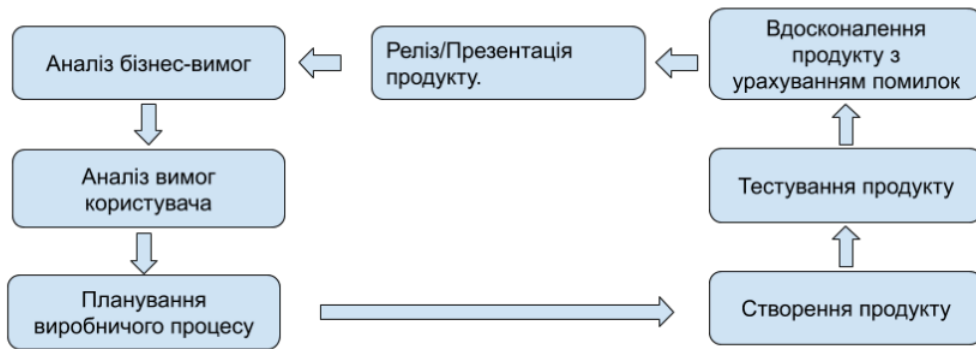 Аналіз бізнес-вимог
Реліз/Презентація
продукту.
Вдосконалення
продукту з
урахуванням помилок
Аналіз вимог
користувача
Тестування продукту
Планування
виробничого процесу
Створення продукту